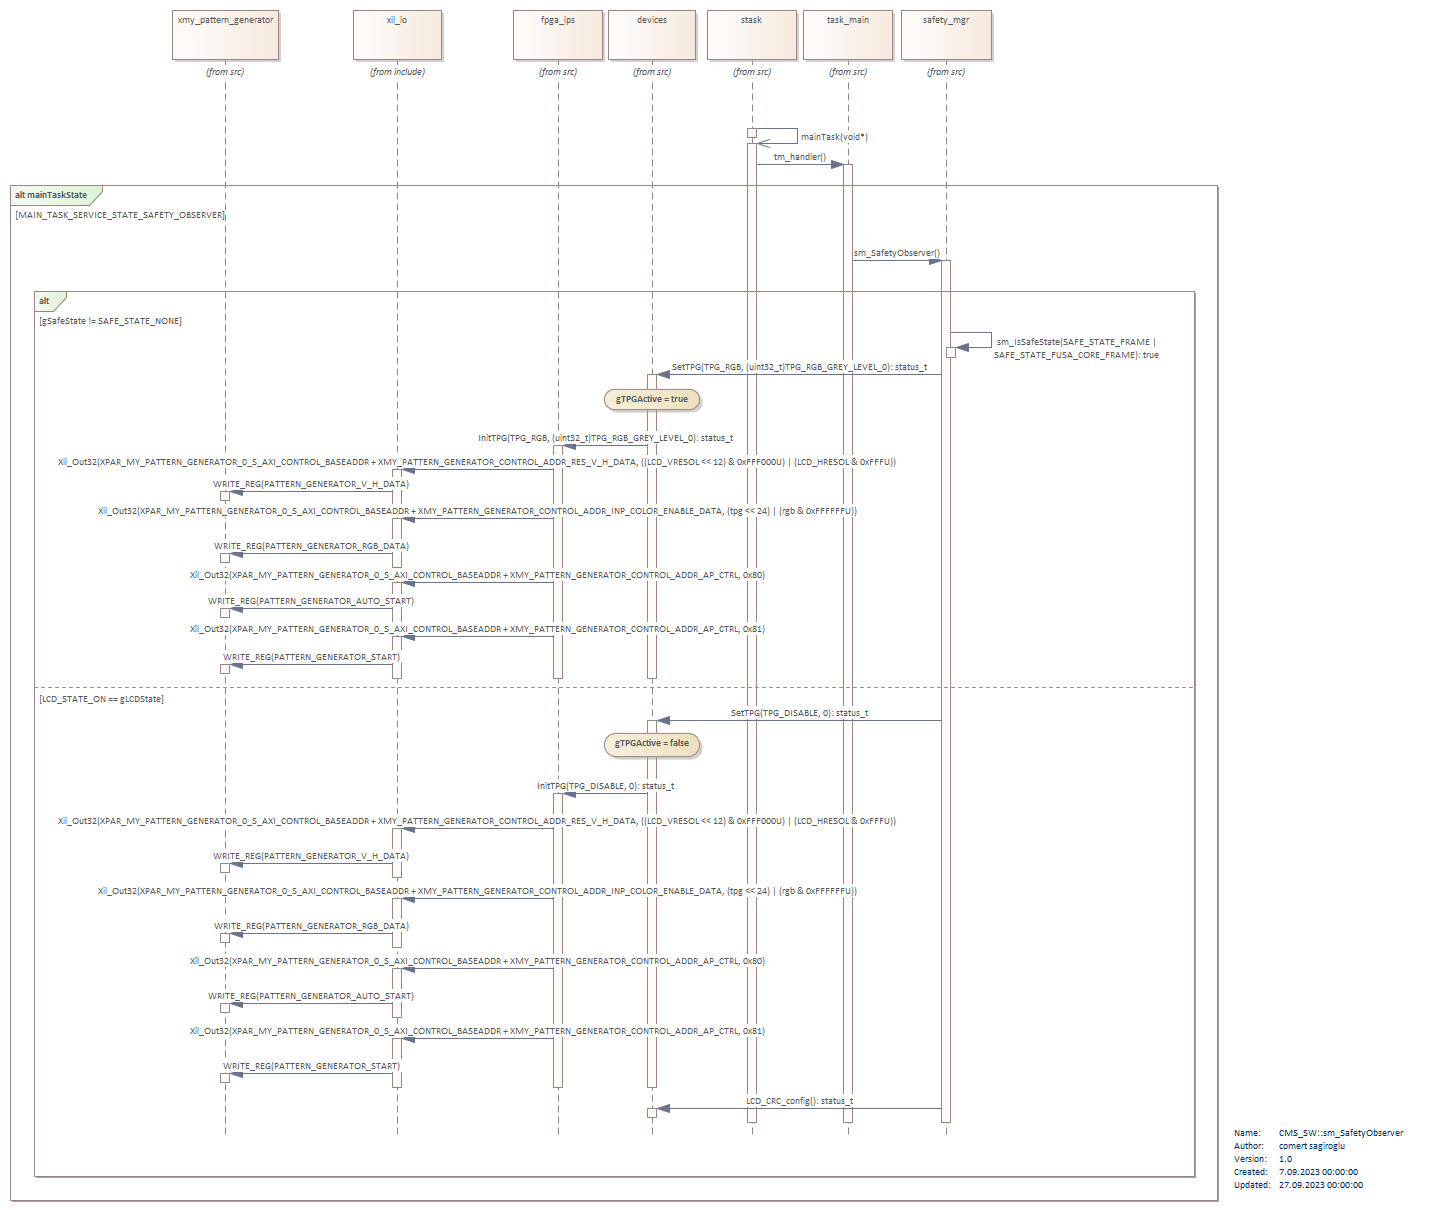 xmy_pattern_generator
xil_io
fpga_ips
devices
stask
task_main
safety_mgr
(from src)
(from include)
(from src)
(from src)
(from src)
(from src)
(from src)
mainTask(void*)
tm_handler()
alt mainTaskState
[MAIN_TASK_SERVICE_STATE_SAFETY_OBSERVER]
sm_SafetyObserver()
alt
[gSafeState != SAFE_STATE_NONE]
sm_IsSafeState(SAFE_STATE_FRAME |
SAFE_STATE_FUSA_CORE_FRAME): true
SetTPG(TPG_RGB, (uint32_t)TPG_RGB_GREY_LEVEL_0): status_t
gTPGActive = true
InitTPG(TPG_RGB, (uint32_t)TPG_RGB_GREY_LEVEL_0): status_t
Xil_Out32(XPAR_MY_PATTERN_GENERATOR_0_S_AXI_CONTROL_BASEADDR + XMY_PATTERN_GENERATOR_CONTROL_ADDR_RES_V_H_DATA, ((LCD_VRESOL << 12) & 0xFFF000U) | (LCD_HRESOL & 0xFFFU))
WRITE_REG(PATTERN_GENERATOR_V_H_DATA)
Xil_Out32(XPAR_MY_PATTERN_GENERATOR_0_S_AXI_CONTROL_BASEADDR + XMY_PATTERN_GENERATOR_CONTROL_ADDR_INP_COLOR_ENABLE_DATA, (tpg << 24) | (rgb & 0xFFFFFFU))
WRITE_REG(PATTERN_GENERATOR_RGB_DATA)
Xil_Out32(XPAR_MY_PATTERN_GENERATOR_0_S_AXI_CONTROL_BASEADDR + XMY_PATTERN_GENERATOR_CONTROL_ADDR_AP_CTRL, 0x80)
WRITE_REG(PATTERN_GENERATOR_AUTO_START)
Xil_Out32(XPAR_MY_PATTERN_GENERATOR_0_S_AXI_CONTROL_BASEADDR + XMY_PATTERN_GENERATOR_CONTROL_ADDR_AP_CTRL, 0x81)
WRITE_REG(PATTERN_GENERATOR_START)
[LCD_STATE_ON == gLCDState]
SetTPG(TPG_DISABLE, 0): status_t
gTPGActive = false
InitTPG(TPG_DISABLE, 0): status_t
Xil_Out32(XPAR_MY_PATTERN_GENERATOR_0_S_AXI_CONTROL_BASEADDR + XMY_PATTERN_GENERATOR_CONTROL_ADDR_RES_V_H_DATA, ((LCD_VRESOL << 12) & 0xFFF000U) | (LCD_HRESOL & 0xFFFU))
WRITE_REG(PATTERN_GENERATOR_V_H_DATA)
Xil_Out32(XPAR_MY_PATTERN_GENERATOR_0_S_AXI_CONTROL_BASEADDR + XMY_PATTERN_GENERATOR_CONTROL_ADDR_INP_COLOR_ENABLE_DATA, (tpg << 24) | (rgb & 0xFFFFFFU))
WRITE_REG(PATTERN_GENERATOR_RGB_DATA)
Xil_Out32(XPAR_MY_PATTERN_GENERATOR_0_S_AXI_CONTROL_BASEADDR + XMY_PATTERN_GENERATOR_CONTROL_ADDR_AP_CTRL, 0x80)
WRITE_REG(PATTERN_GENERATOR_AUTO_START)
Xil_Out32(XPAR_MY_PATTERN_GENERATOR_0_S_AXI_CONTROL_BASEADDR + XMY_PATTERN_GENERATOR_CONTROL_ADDR_AP_CTRL, 0x81)
WRITE_REG(PATTERN_GENERATOR_START)
LCD_CRC_config(): status_t
Name: CMS_SW::sm_SafetyObserver
Author: comert sagiroglu
Version: 1.0
Created: 7.09.2023 00:00:00
Updated: 27.09.2023 00:00:00